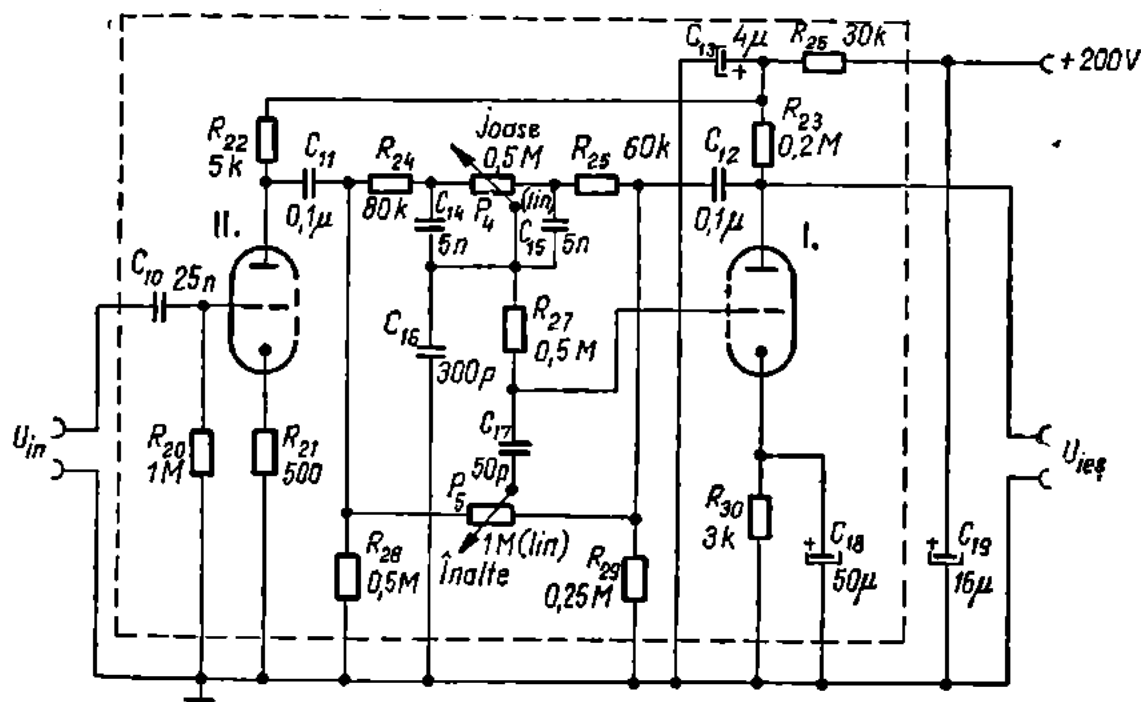 C13 4µ
+
R26 30k
+200V
R22
5k
C11
0,1µ
R24
80k
Joase
0,5M
P4
(lin)
R25 60k
C12
0,1µ
R23
0,2M
II.
I.
C14
5n
C15
5n
C10 25n
C16
300p
R27
0,5M
Uin
R20
1M
R21
500
C17
50p
P5
1M(lin)
Înalte
R28
0,5M
R29
0,25M
R30
3k
+
C18
50µ
+
C19
16µ
Uieș